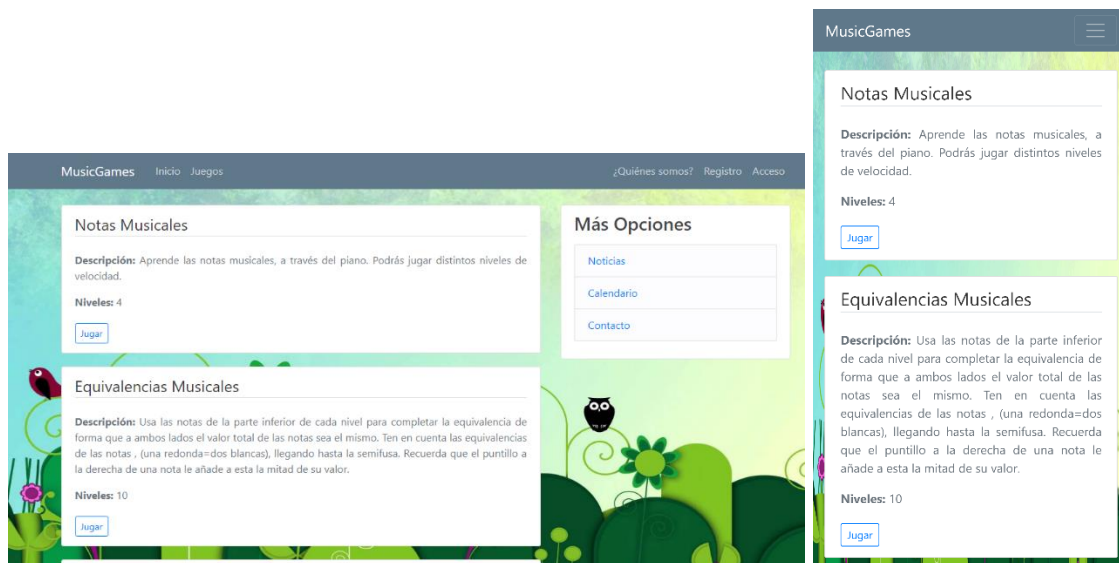 MusicGames Inicio Juegos ¿Quiénes somos? Registro Acceso
Notas Musicales
Descripción: Aprende las notas musicales, a través del piano. Podrás jugar distintos niveles de
velocidad.
Niveles: 4
Jugar
Equivalencias Musicales
Descripción: Usa las notas de la parte inferior de cada nivel para completar la equivalencia de
forma que a ambos lados el valor total de las notas sea el mismo. Ten en cuenta las equivalencias
de las notas , (una redonda=dos blancas), llegando hasta la semifusa. Recuerda que el puntillo a
la derecha de una nota le añade a esta la mitad de su valor.
Niveles: 10
Jugar
Más Opciones
Noticias
Calendario
Contacto
MusicGames
Notas Musicales
Descripción: Aprende las notas musicales, a
través del piano. Podrás jugar distintos niveles
de velocidad.
Niveles: 4
Jugar
Equivalencias Musicales
Descripción: Usa las notas de la parte inferior
de cada nivel para completar la equivalencia de
forma que a ambos lados el valor total de las
notas sea el mismo. Ten en cuenta las
equivalencias de las notas , (una redonda=dos
blancas), llegando hasta la semifusa. Recuerda
que el puntillo a la derecha de una nota le
añade a esta la mitad de su valor.
Niveles: 10
Jugar